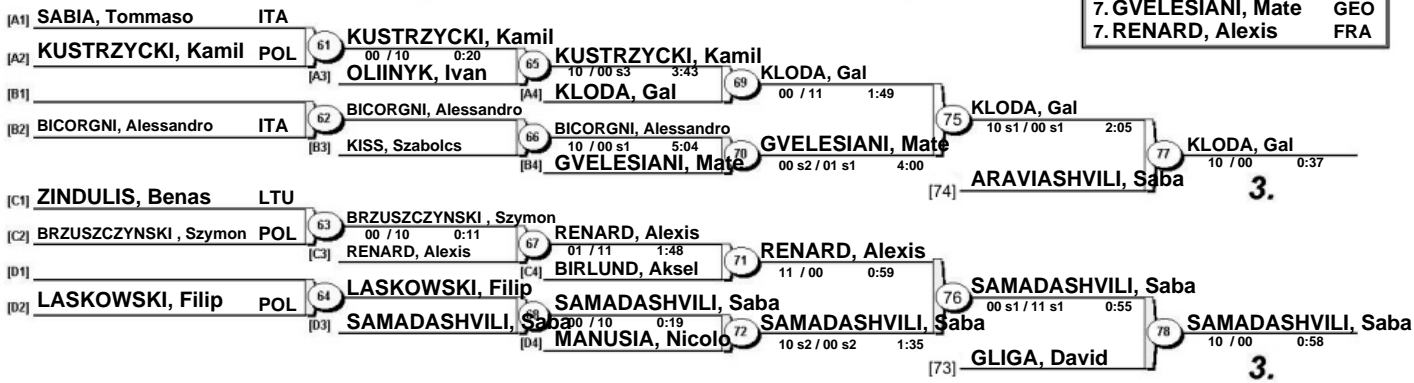 7. GVELESIANI, Mate GEO
7. RENARD, Alexis FRA
[A1] SABIA, Tommaso ITA
[A2] KUSTRZYCKI, Kamil POL
61 KUSTRZYCKI, Kamil
00 / 10 0:20
[A3] OLIINYK, Ivan
65 KUSTRZYCKI, Kamil
10 / 00 s3 3:43
[A4] KLODA, Gal
69 KLODA, Gal
00 / 11 1:49
[B1]
[B2] BICORGNI, Alessandro ITA
62 BICORGNI, Alessandro
[B3] KISS, Szabolcs
66 BICORGNI, Alessandro
10 / 00 s1 5:04
[B4] GVELESIANI, Mate
70 GVELESIANI, Mate
00 s2 / 01 s1 4:00
75 KLODA, Gal
10 s1 / 00 s1 2:05
[74] ARAVIASHVILI, Saba
77 KLODA, Gal
10 / 00 0:37
3.
[C1] ZINDULIS, Benas LTU
[C2] BRZUSZCZYNSKI , Szymon POL
63 BRZUSZCZYNSKI , Szymon
00 / 10 0:11
[C3] RENARD, Alexis
67 RENARD, Alexis
01 / 11 1:48
[C4] BIRLUND, Aksel
71 RENARD, Alexis
11 / 00 0:59
[D1]
[D2] LASKOWSKI, Filip POL
64 LASKOWSKI, Filip
[D3] SAMADASHVILI, Saba
68 SAMADASHVILI, Saba
00 / 10 0:19
[D4] MANUSIA, Nicolo
72 SAMADASHVILI, Saba
10 s2 / 00 s2 1:35
76 SAMADASHVILI, Saba
00 s1 / 11 s1 0:55
[73] GLIGA, David
78 SAMADASHVILI, Saba
10 / 00 0:58
3.